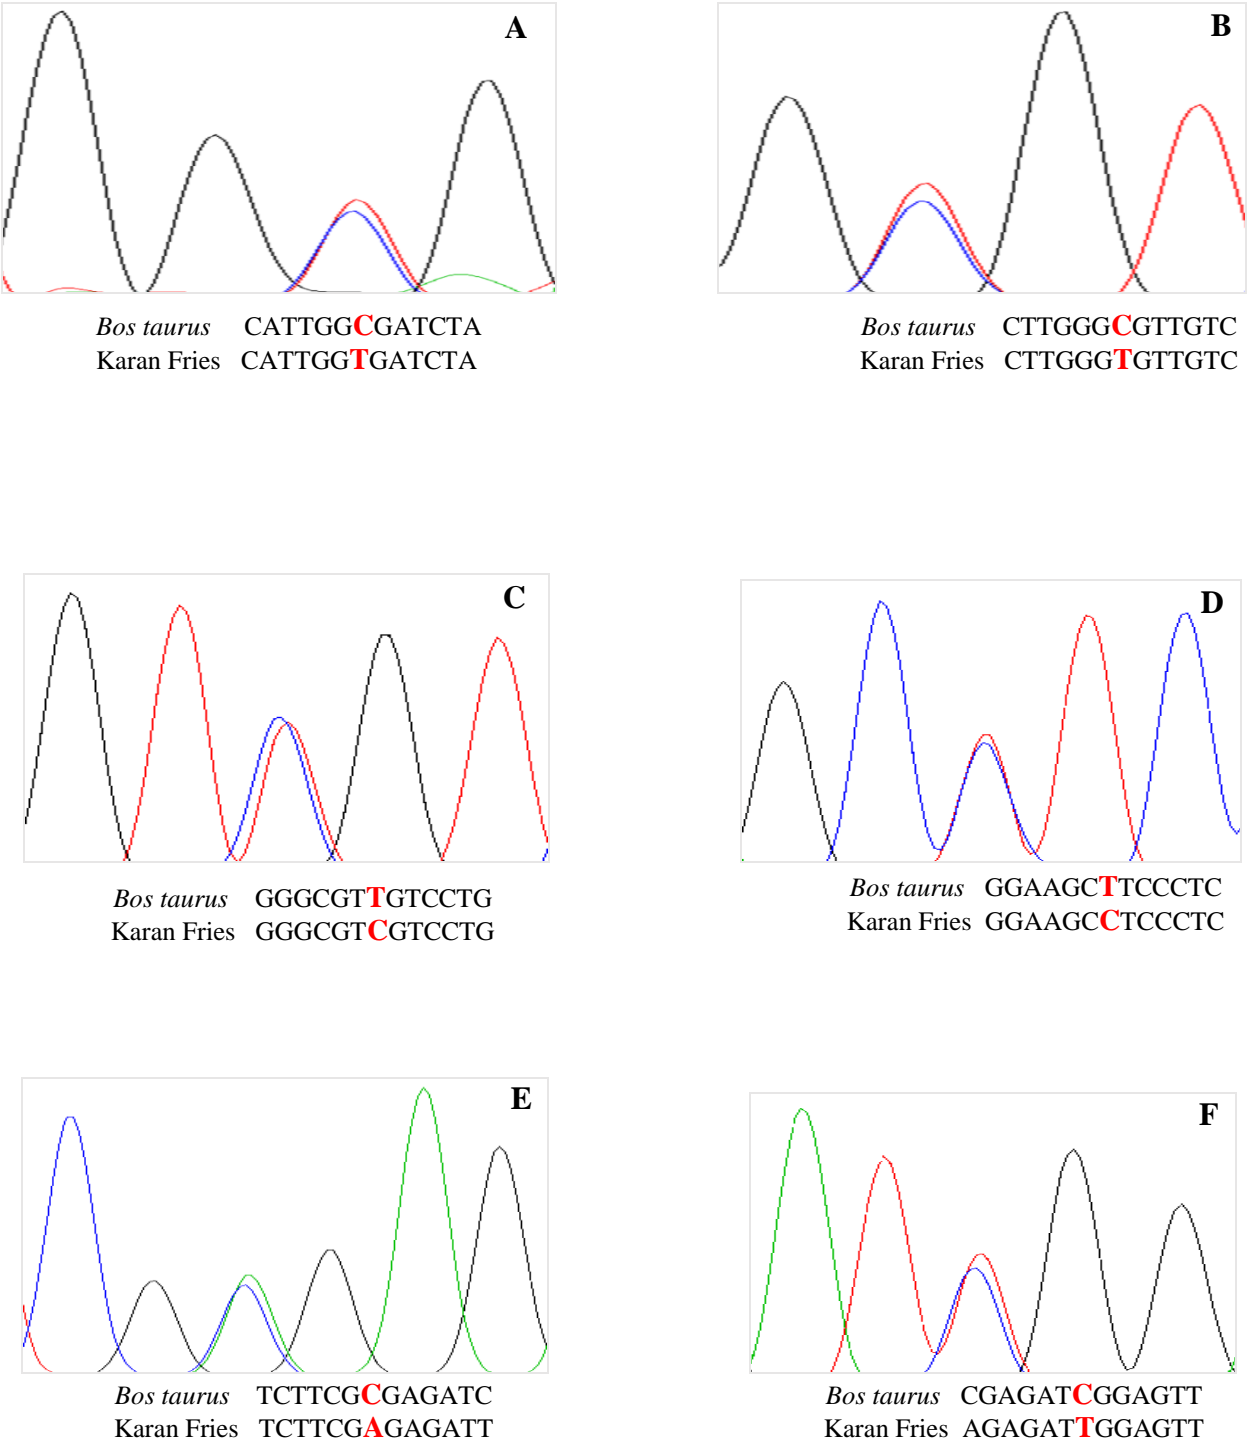 A
Bos taurus CATTGGCGATCTA
Karan Fries CATTGGTGATCTA
B
Bos taurus CTTGGGCGTTGTC
Karan Fries CTTGGGTGTTGTC
C
Bos taurus GGGCGTTGTCCTG
Karan Fries GGGCGTCGTCCTG
D
Bos taurus GGAAGCTTCCCTC
Karan Fries GGAAGCCTCCCTC
E
Bos taurus TCTTCGCGAGATC
Karan Fries TCTTCGAGAGATT
F
Bos taurus CGAGATCGGAGTT
Karan Fries AGAGATTGGAGTT